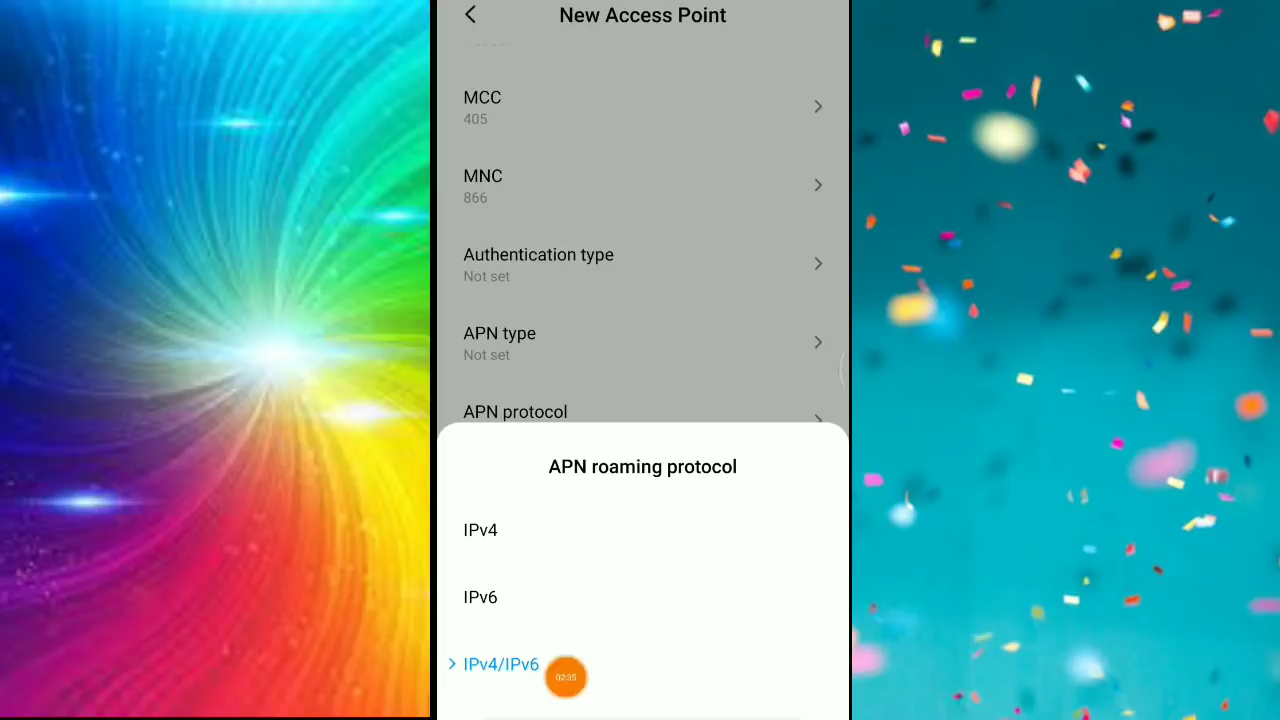 New Access Point
MCC
405
MNC
866
Authentication type
Not set
APN type
Not set
APN protocol
APN roaming protocol
IPv4
IPv6
IPv4/IPv6
02:35